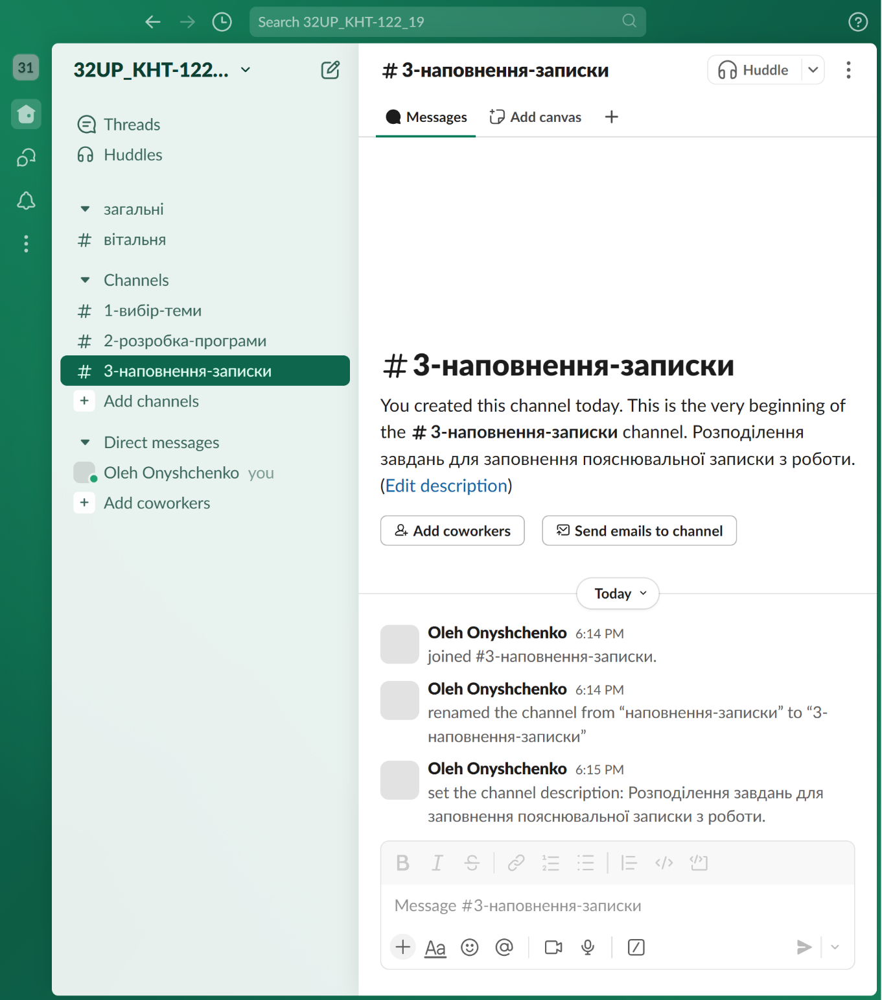 Search 32UP_KHT-122_19
31
32UP_KHT-122...
Threads
Huddles
загальні
# вітальня
Channels
# 1-вибір-теми
# 2-розробка-програми
# 3-наповнення-записки
+ Add channels
Direct messages
Oleh Onyshchenko you
+ Add coworkers
# 3-наповнення-записки
Huddle
Messages
Add canvas
+
# 3-наповнення-записки
You created this channel today. This is the very beginning of
the # 3-наповнення-записки channel. Розподілення
завдань для заповнення пояснювальної записки з роботи.
(Edit description)
Add coworkers
Send emails to channel
Today
Oleh Onyshchenko 6:14 PM
joined #3-наповнення-записки.
Oleh Onyshchenko 6:14 PM
renamed the channel from “наповнення-записки” to “3-
наповнення-записки”
Oleh Onyshchenko 6:15 PM
set the channel description: Розподілення завдань для
заповнення пояснювальної записки з роботи.
B I S
Message #3-наповнення-записки
+ Aa @